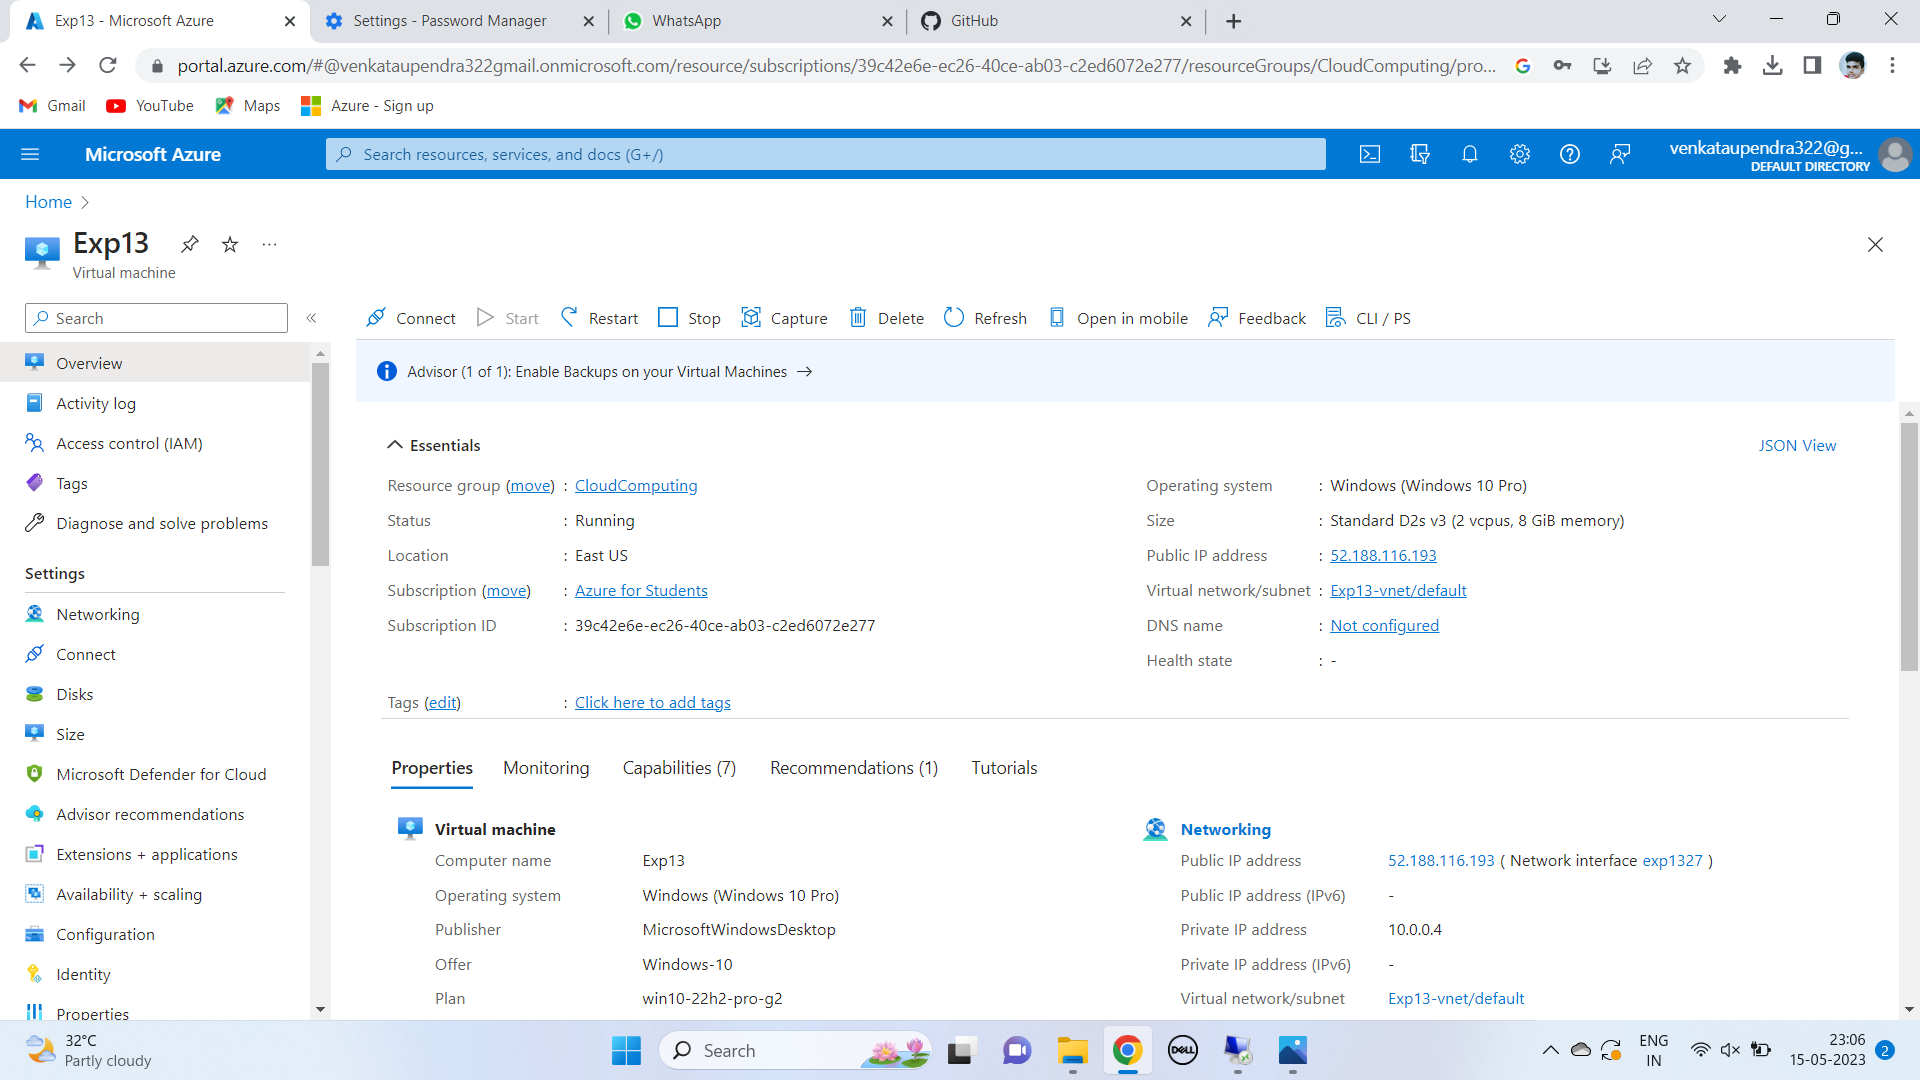 Exp13 - Microsoft Azure
Settings - Password Manager
WhatsApp
GitHub
portal.azure.com/#@venkataupendra322gmail.onmicrosoft.com/resource/subscriptions/39c42e6e-ec26-40ce-ab03-c2ed6072e277/resourceGroups/CloudComputing/pro...
Gmail
YouTube
Maps
Azure - Sign up
Microsoft Azure
Search resources, services, and docs (G+/)
venkataupendra322@g...
DEFAULT DIRECTORY
Home
Exp13
Virtual machine
Search
Connect
Start
Restart
Stop
Capture
Delete
Refresh
Open in mobile
Feedback
CLI / PS
Overview
Activity log
Access control (IAM)
Tags
Diagnose and solve problems
Settings
Networking
Connect
Disks
Size
Microsoft Defender for Cloud
Advisor recommendations
Extensions + applications
Availability + scaling
Configuration
Identity
Properties
Advisor (1 of 1): Enable Backups on your Virtual Machines →
Essentials
JSON View
Resource group (move) : CloudComputing
Status : Running
Location : East US
Subscription (move) : Azure for Students
Subscription ID : 39c42e6e-ec26-40ce-ab03-c2ed6072e277
Operating system : Windows (Windows 10 Pro)
Size : Standard D2s v3 (2 vcpus, 8 GiB memory)
Public IP address : 52.188.116.193
Virtual network/subnet : Exp13-vnet/default
DNS name : Not configured
Health state : -
Tags (edit) : Click here to add tags
Properties
Monitoring
Capabilities (7)
Recommendations (1)
Tutorials
Virtual machine
Computer name Exp13
Operating system Windows (Windows 10 Pro)
Publisher MicrosoftWindowsDesktop
Offer Windows-10
Plan win10-22h2-pro-g2
Networking
Public IP address 52.188.116.193 ( Network interface exp1327 )
Public IP address (IPv6) -
Private IP address 10.0.0.4
Private IP address (IPv6) -
Virtual network/subnet Exp13-vnet/default
32°C
Partly cloudy
Search
DELL
ENG
IN
23:06
15-05-2023
2